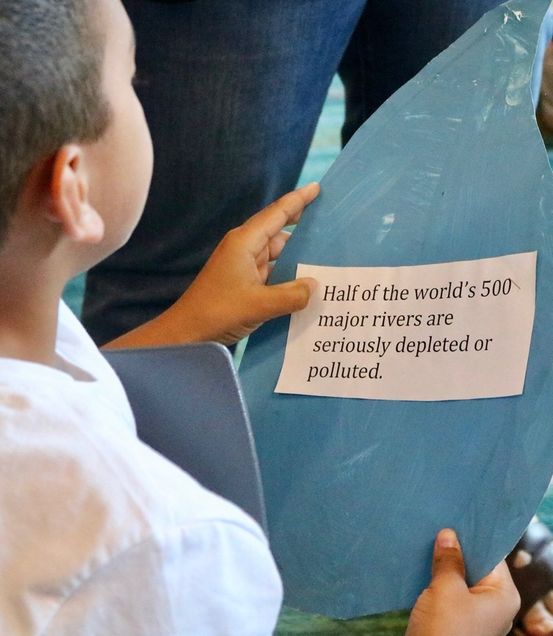 Half of the world's 500
major rivers are
seriously depleted or
polluted.